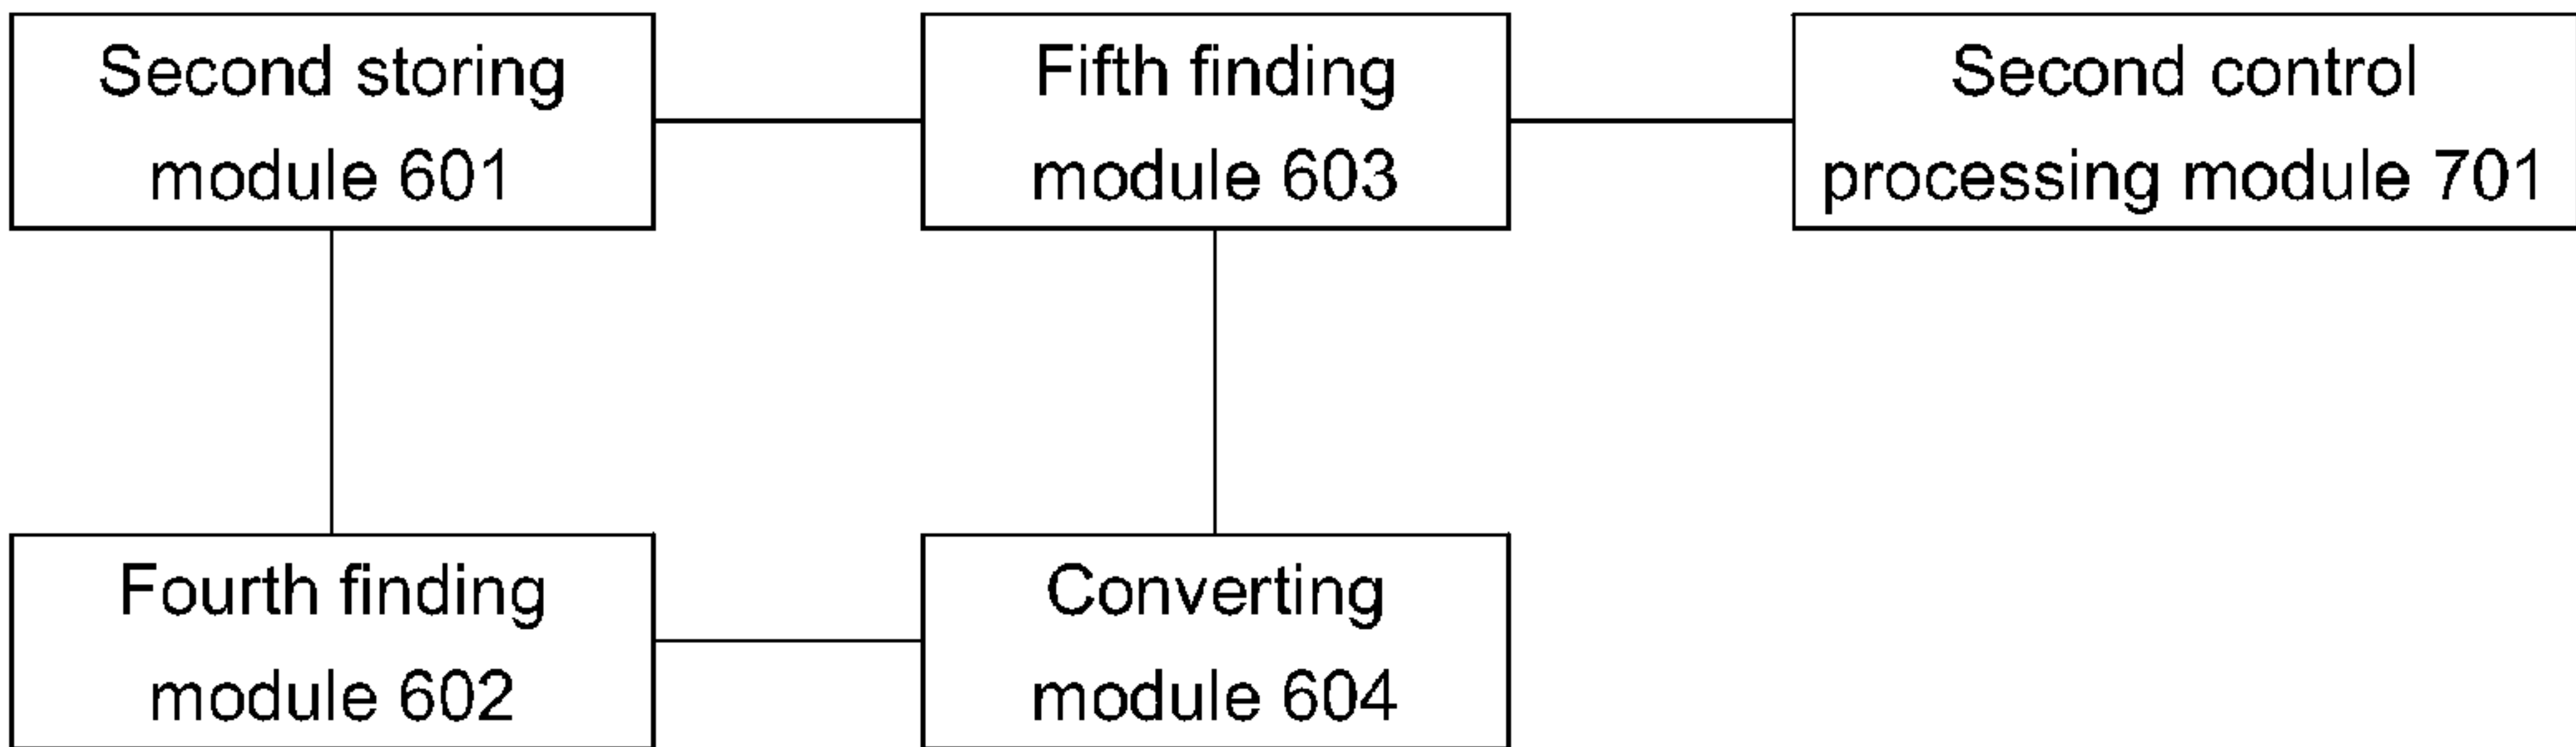 Second storing
module 601
Fifth finding
module 603
Second control
processing module 701
Fourth finding
module 602
Converting
module 604